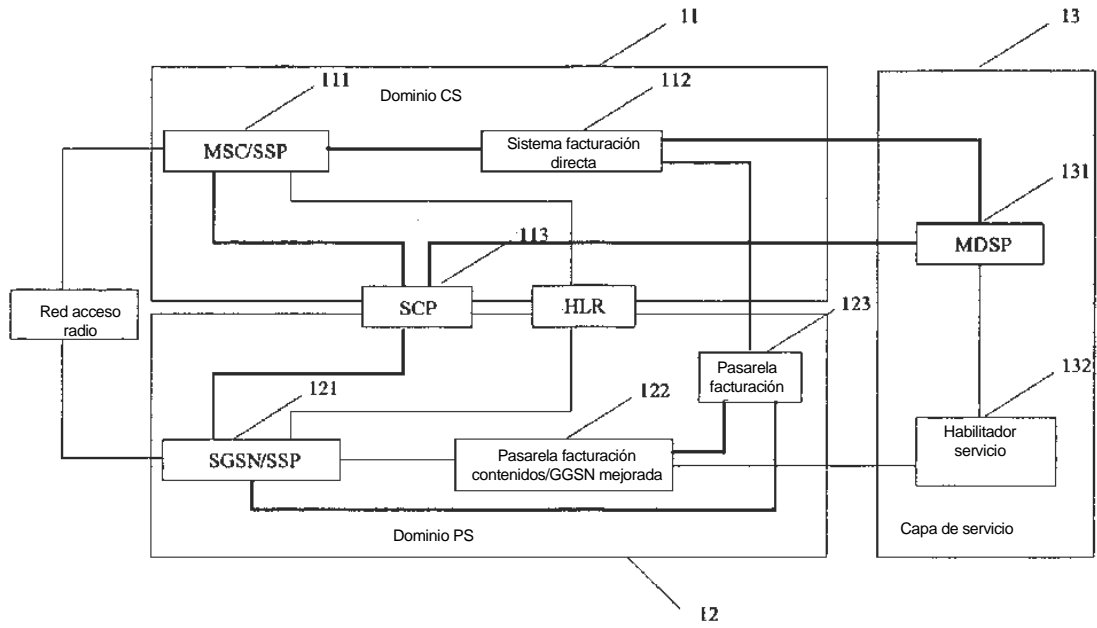 11
13
111
Dominio CS
112
MSC/SSP
Sistema facturación
directa
131
113
MDSP
Red acceso
radio
SCP
HLR
123
Pasarela
facturación
121
122
132
SGSN/SSP
Pasarela facturación
contenidos/GGSN mejorada
Habilitador
servicio
Dominio PS
Capa de servicio
12